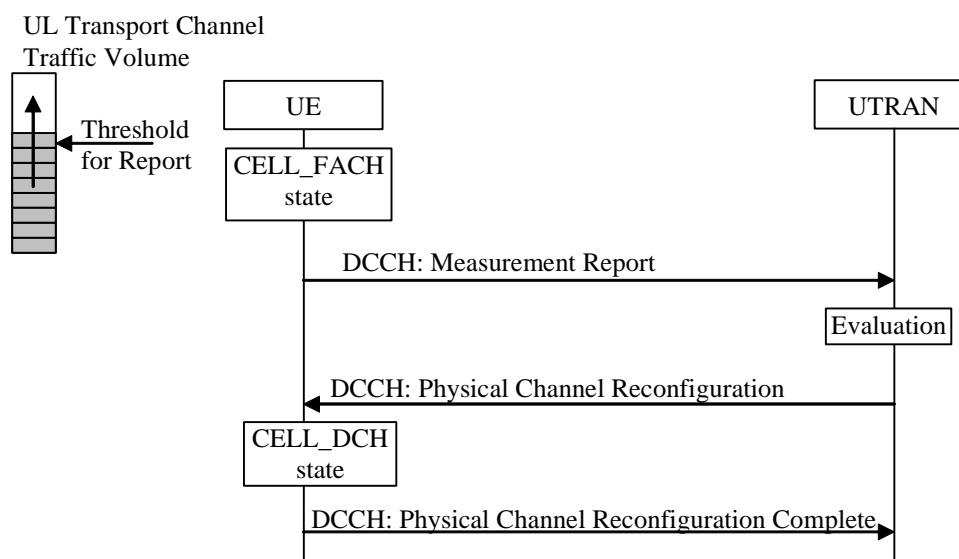 UL Transport Channel
Traffic Volume
UE
UTRAN
Threshold
for Report
CELL_FACH
state
DCCH: Measurement Report
Evaluation
DCCH: Physical Channel Reconfiguration
CELL_DCH
state
DCCH: Physical Channel Reconfiguration Complete